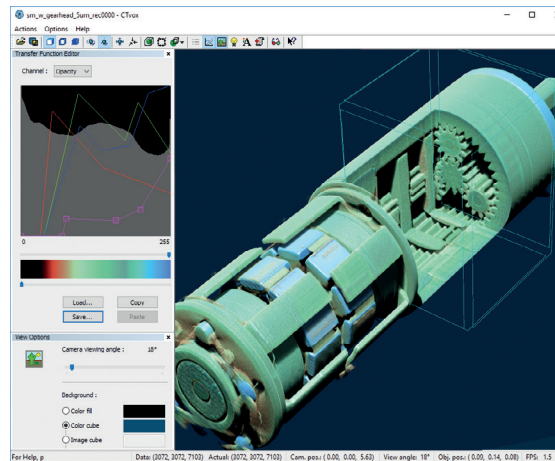 sm_w_gearhead_5um_rec0000 - CTvox
Actions Options Help
Transfer Function Editor
Channel : Opacity
0 255
Load... Copy
Save... Paste
View Options
Camera viewing angle : 18°
Background :
Color fill
Color cube
Image cube
For Help, p Data: (3072, 3072, 7103) Actual: (3072, 3072, 7103) Cam. pos.: ( 0.00, 0.00, 5.63) View angle: 18° Obj. pos.: ( 0.09, 0.14, 0.08) FPS: 1.5